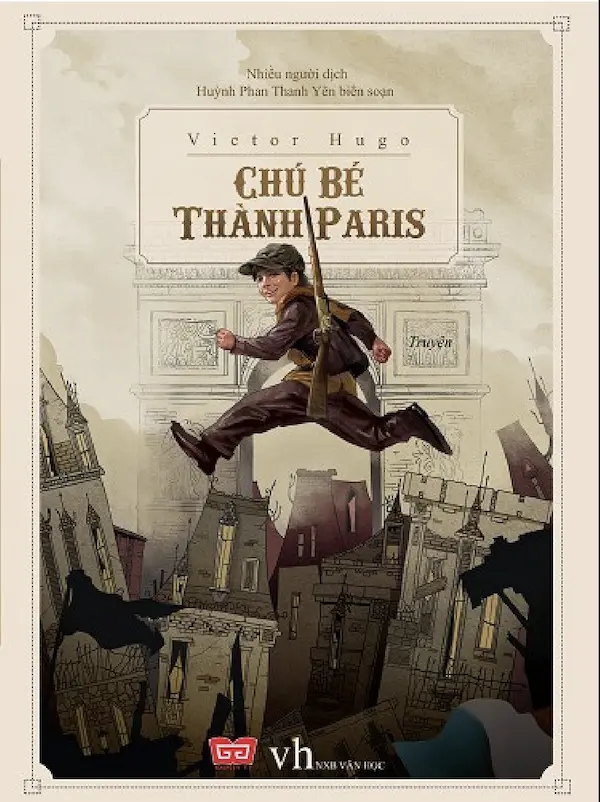 Nhiều người dịch
Huỳnh Phan Thanh Yên biên soạn
Victor Hugo
CHÚ BÉ
THÀNH PARIS
Truyện
vh NXB VĂN HỌC